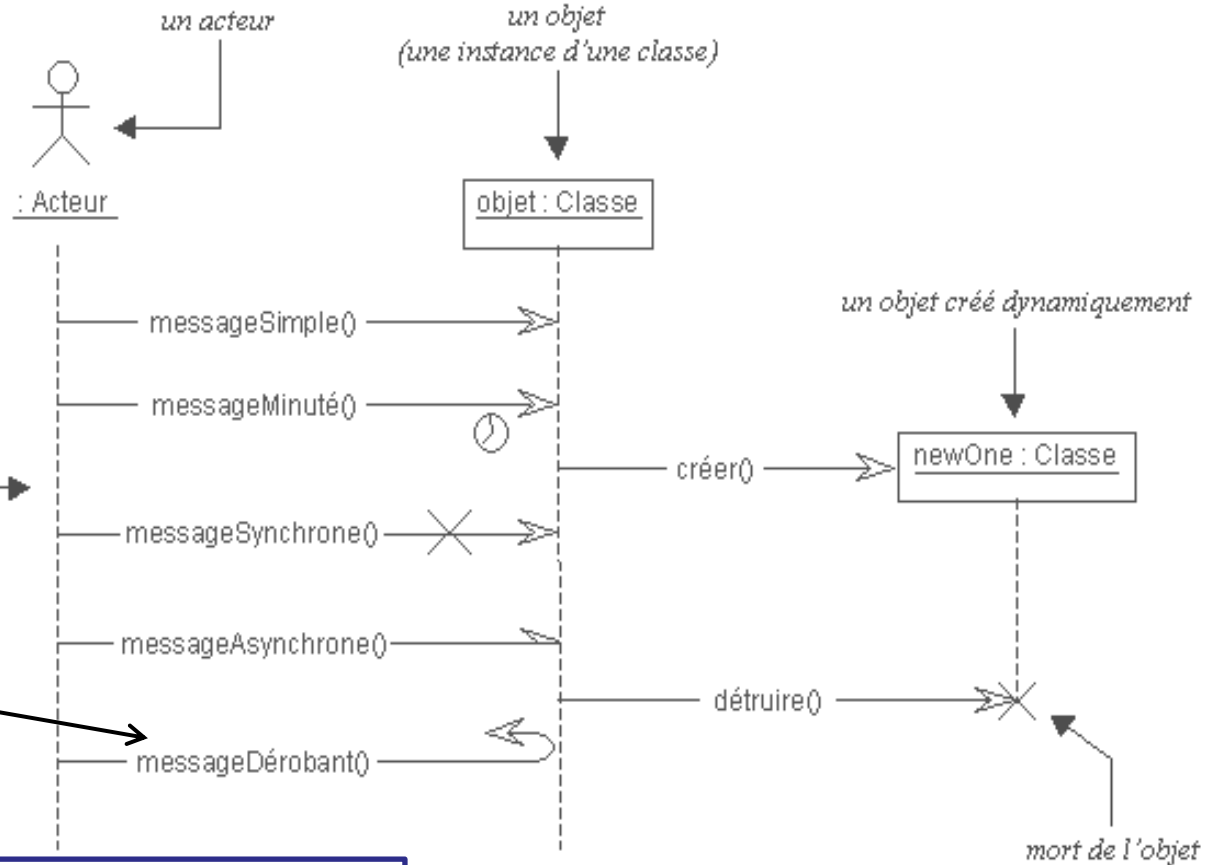 un acteur
un objet
(une instance d'une classe)
: Acteur
objet : Classe
messageSimple()
un objet créé dynamiquement
messageMinuté()
créer()
newOne : Classe
messageSynchrone()
messageAsynchrone()
détruire()
messageDérobant()
mort de l'objet